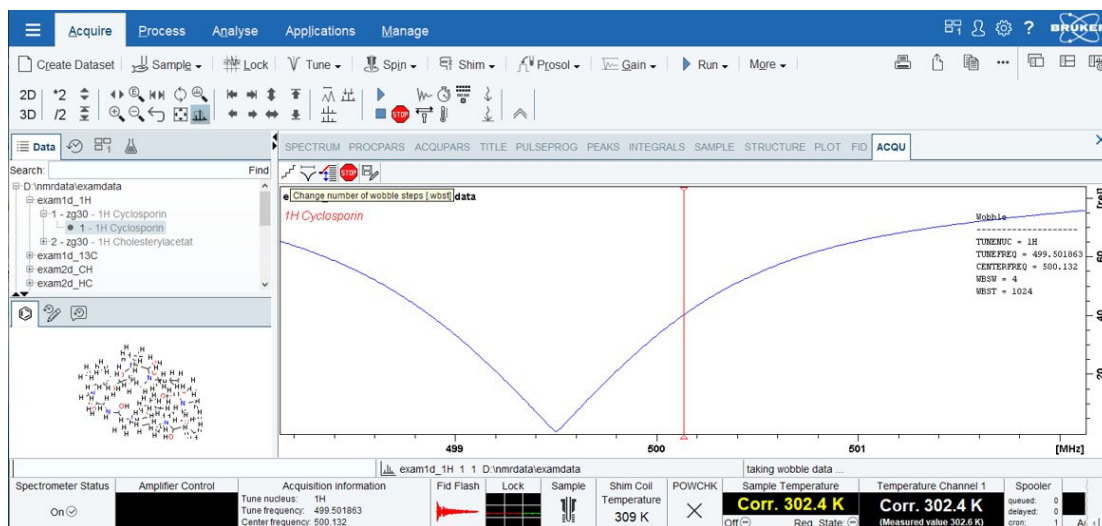 Acquire Process Analyse Applications Manage
BRUKER
Create Dataset Sample Lock Tune Spin Shim Prosol Gain Run More
2D *2
3D /2
STOP
Data
SPECTRUM PROCPARS ACQUPARS TITLE PULSEPROG PEAKS INTEGRALS SAMPLE STRUCTURE PLOT FID ACQU
Search: Find
STOP
D:\nmrdata\examdata
exam1d_1H
1 - zg30 - 1H Cyclosporin
1 - 1H Cyclosporin
2 - zg30 - 1H Cholesterylacetat
exam1d_13C
exam2d_CH
exam2d_HC
Change number of wobble steps [.wbst] data
1H Cyclosporin
[rel]
Wobble
--------------------
TUNENUC = 1H
TUNEFREQ = 499.501863
CENTERFREQ = 500.132
WBSW = 4
WBST = 1024
60
40
20
499 500 501 [MHz]
exam1d_1H 1 1 D:\nmrdata\examdata taking wobble data ...
Spectrometer Status Amplifier Control Acquisition information Fid Flash Lock Sample Shim Coil POWCHK Sample Temperature Temperature Channel 1 Spooler
On
Tune nucleus: 1H
Tune frequency: 499.501863
Center frequency: 500.132
Temperature
309 K
Corr. 302.4 K
Off Reg. State:
Corr. 302.4 K
(Measured value 302.6 K)
queued: 0
delayed: 0
cron: 1